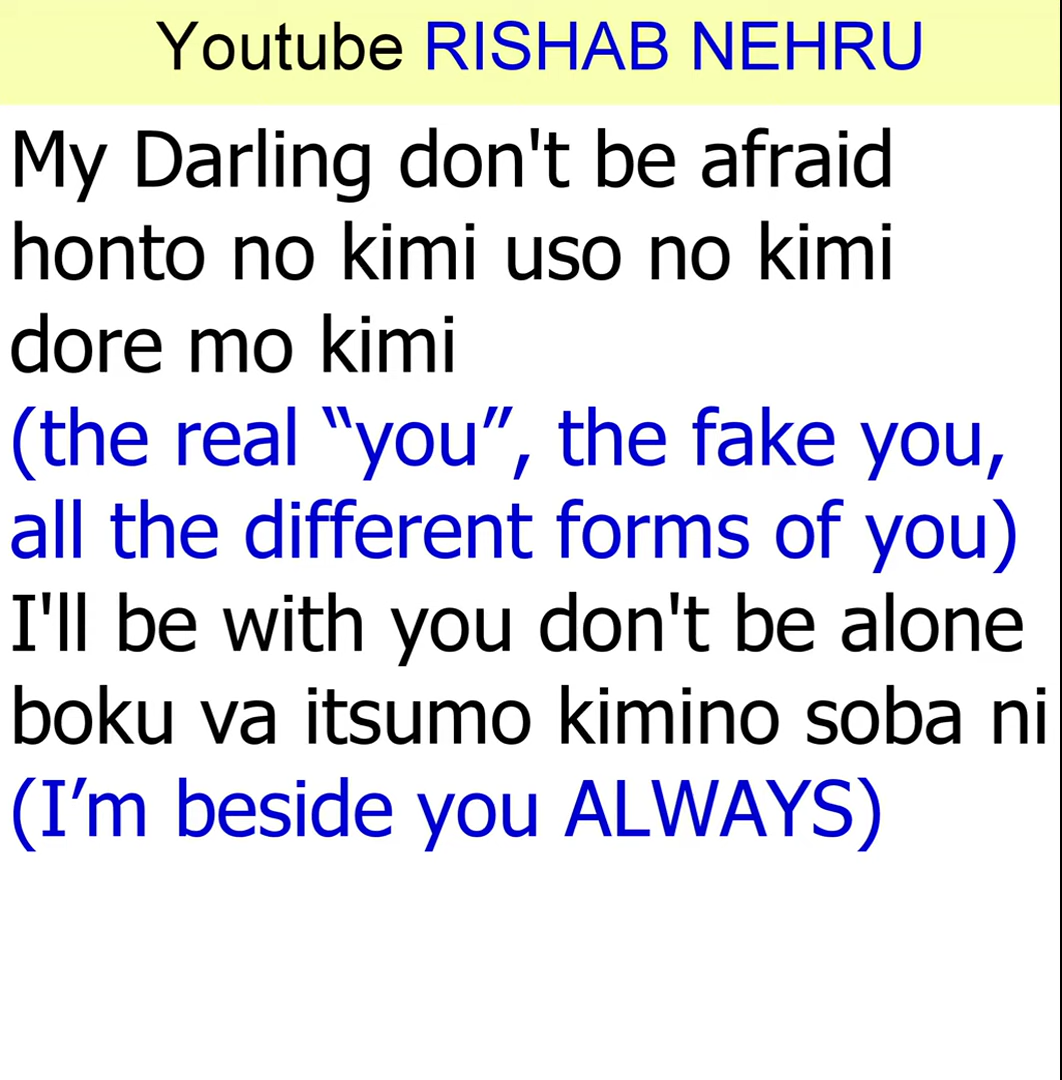 Youtube RISHAB NEHRU
My Darling don't be afraid
honto no kimi uso no kimi
dore mo kimi
(the real “you”, the fake you,
all the different forms of you)
I'll be with you don't be alone
boku va itsumo kimino soba ni
(I’m beside you ALWAYS)